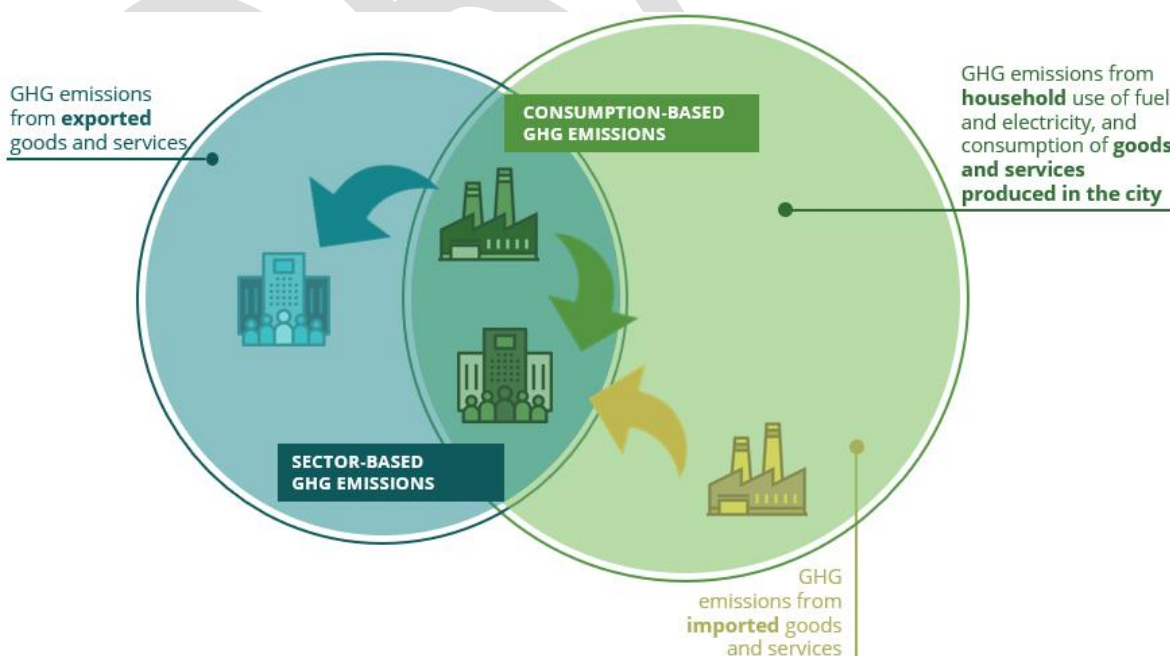 GHG emissions
from exported
goods and services
CONSUMPTION-BASED
GHG EMISSIONS
GHG emissions from
household use of fuel
and electricity, and
consumption of goods
and services
produced in the city
SECTOR-BASED
GHG EMISSIONS
GHG
emissions from
imported goods
and services